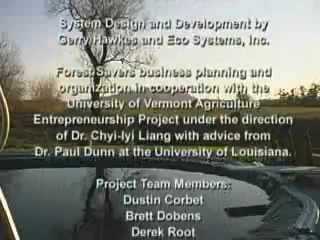 System Design and Development by
Gerry Hawkes and Eco Systems, Inc.
Forest Savers business planning and
organization in cooperation with the
University of Vermont Agriculture
Entrepreneurship Project under the direction
of Dr. Chyi-lyi Liang with advice from
Dr. Paul Dunn at the University of Louisiana.
Project Team Members:
Dustin Corbet
Brett Dobens
Derek Root